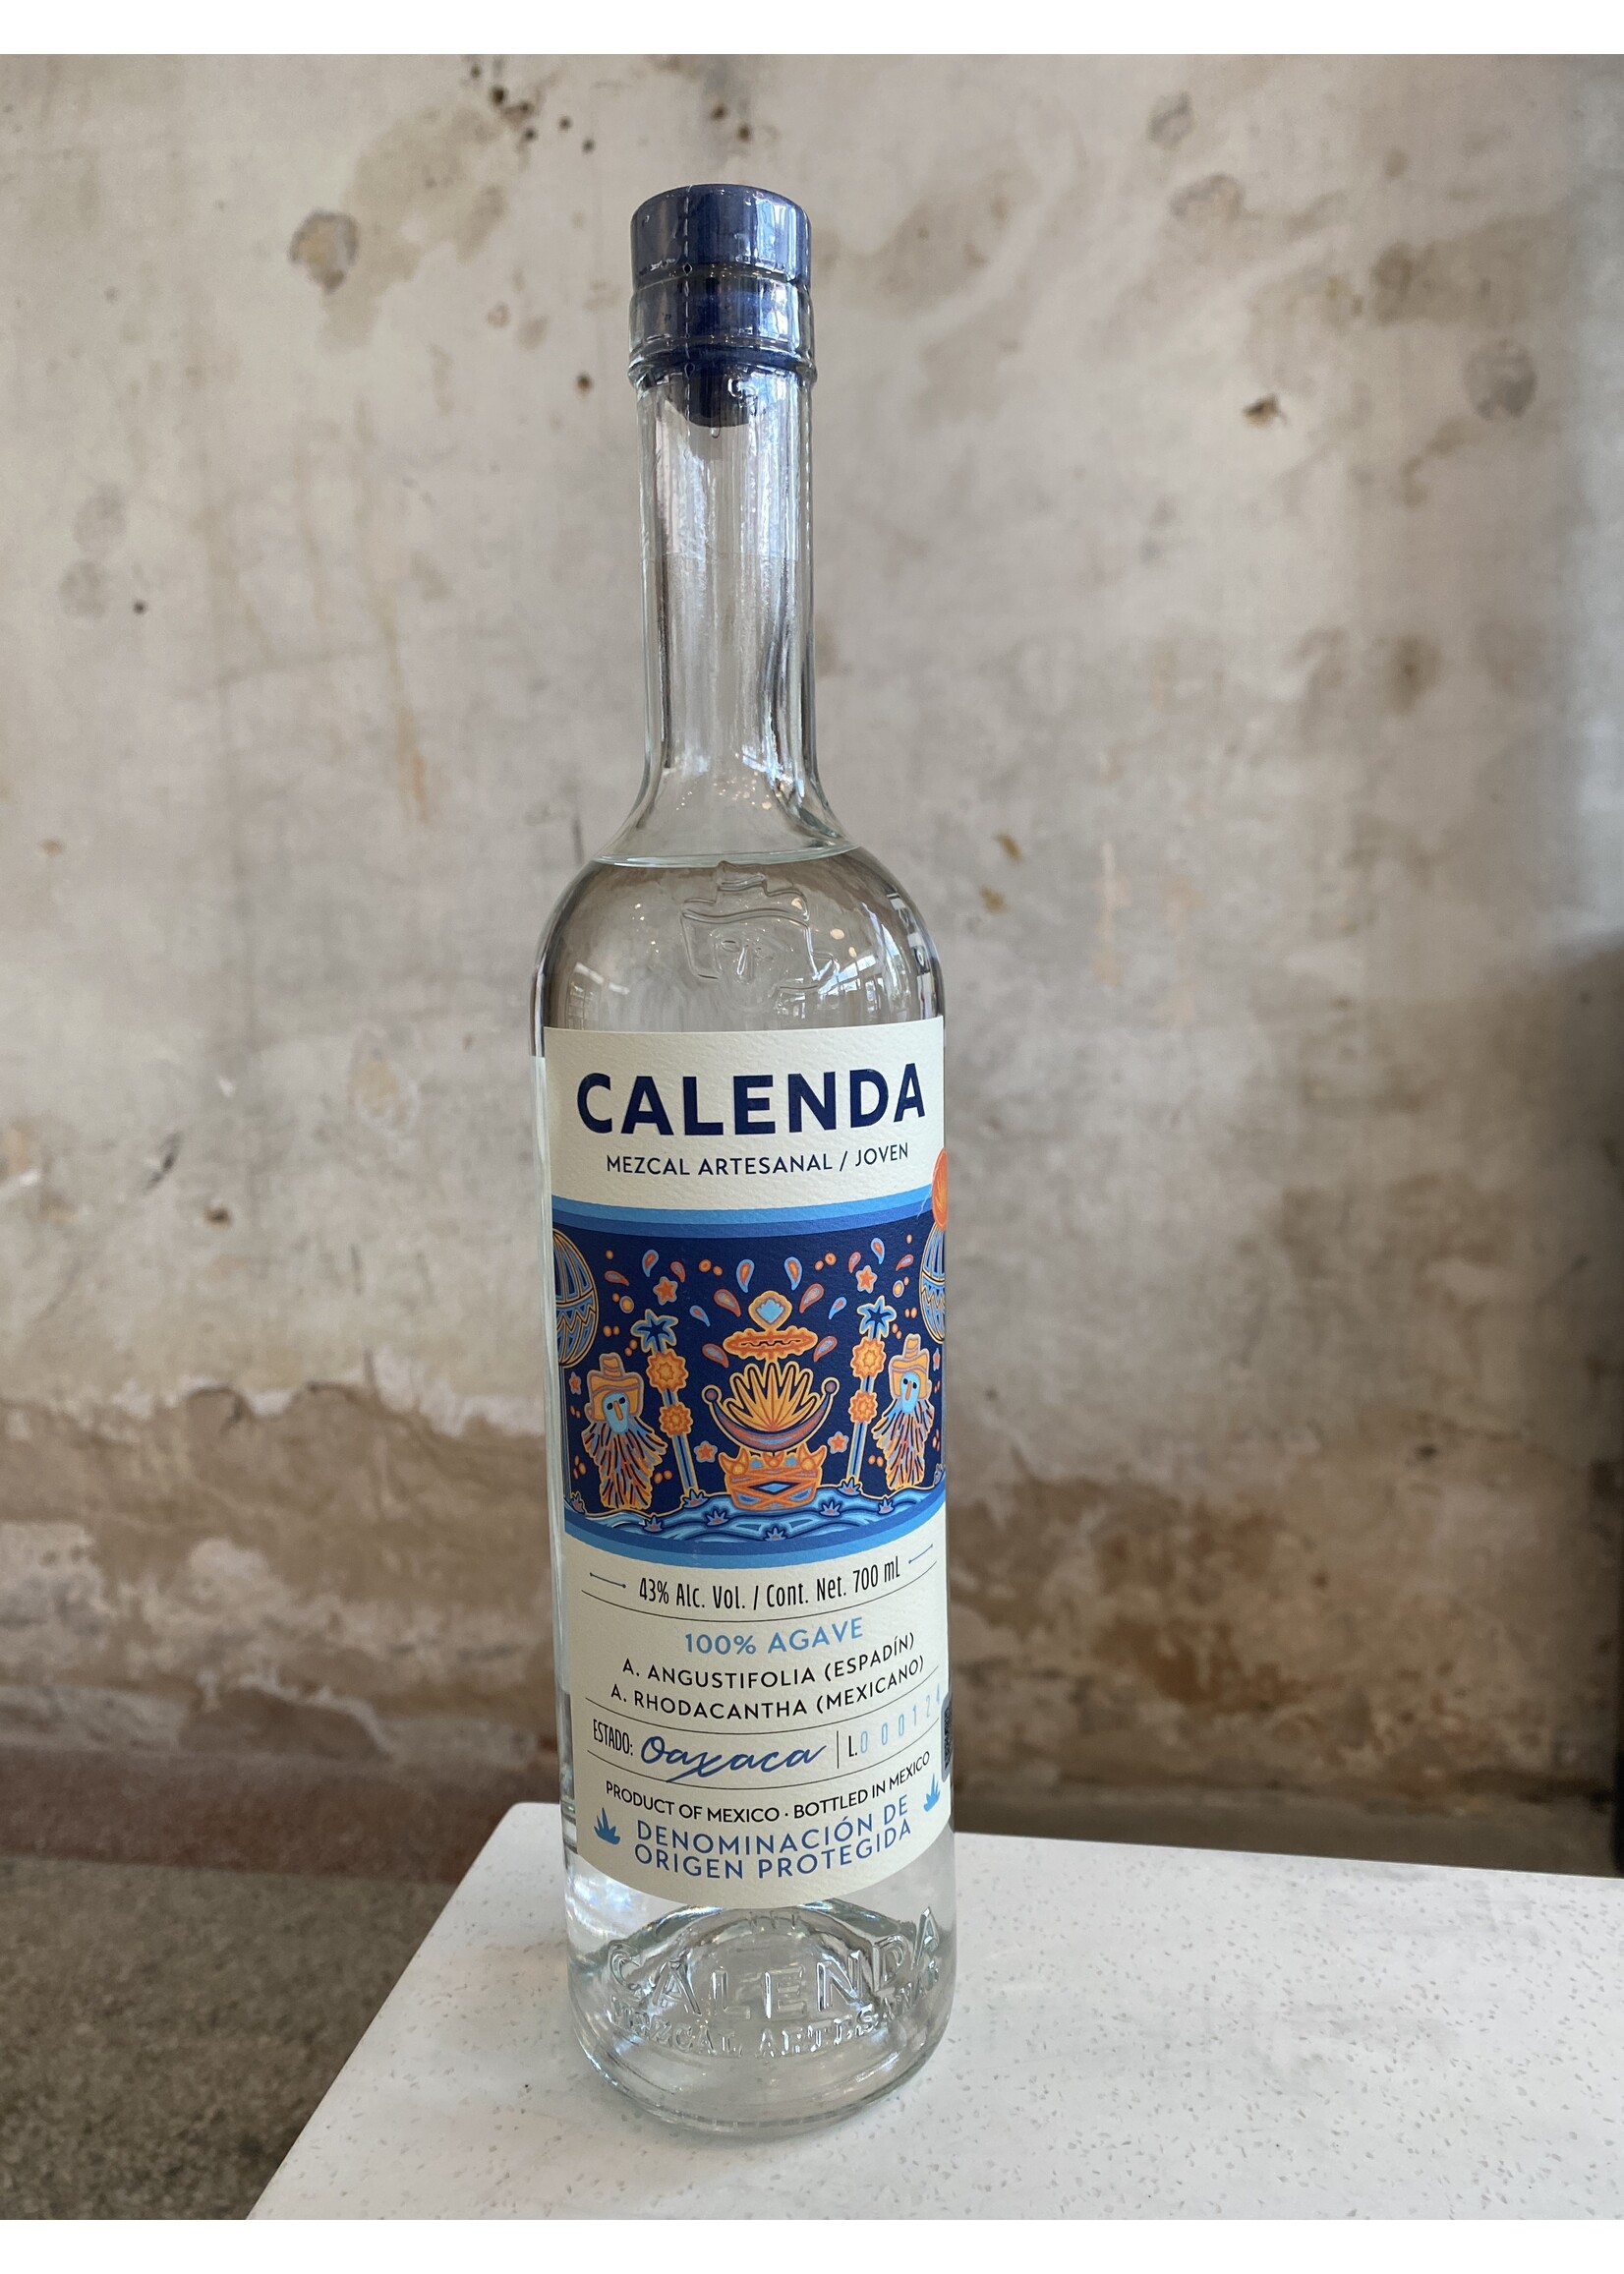 CALENDA
MEZCAL ARTESANAL / JOVEN
43% Alc. Vol. / Cont. Net. 700 mL
100% AGAVE
A. ANGUSTIFOLIA (ESPADÍN)
A. RHODACANTHA (MEXICANO)
ESTADO: Oaxaca L.
PRODUCT OF MEXICO · BOTTLED IN MEXICO
DENOMINACIÓN DE
ORIGEN PROTEGIDA
CALENDA
MEZCAL